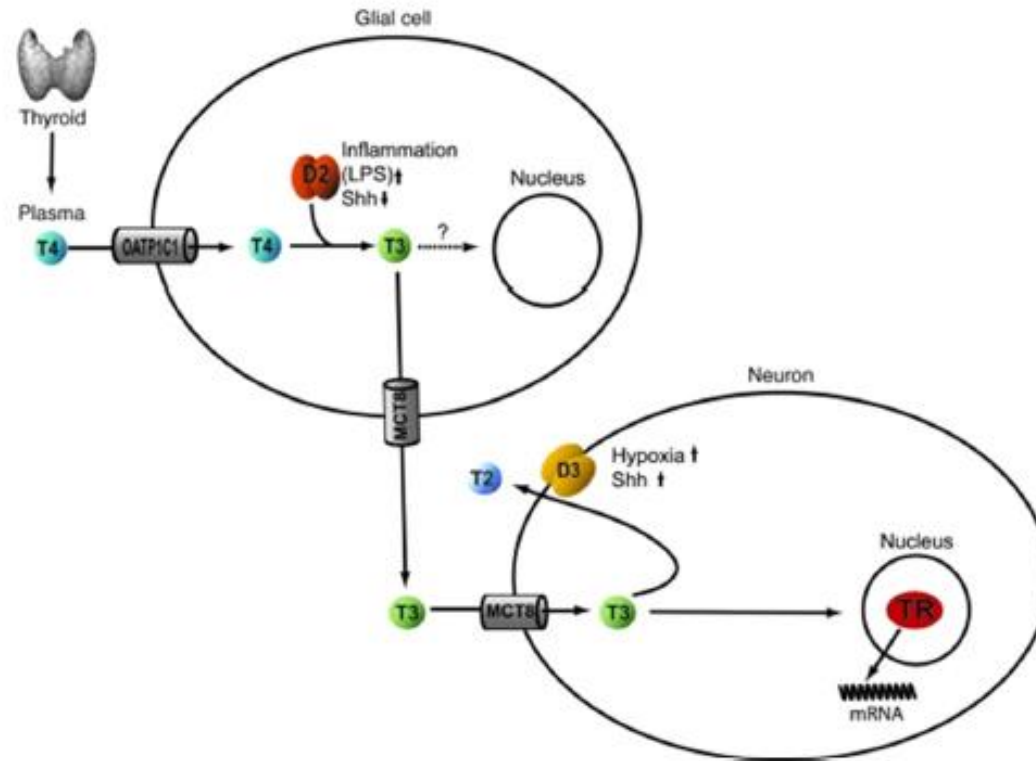 Glial cell
Thyroid
Plasma
T4
OATP1C1
T4
D2
Inflammation
(LPS)↑
Shh↓
T3
?
Nucleus
MCT8
Neuron
T2
D3
Hypoxia ↑
Shh ↑
T3
MCT8
T3
Nucleus
TR
mRNA